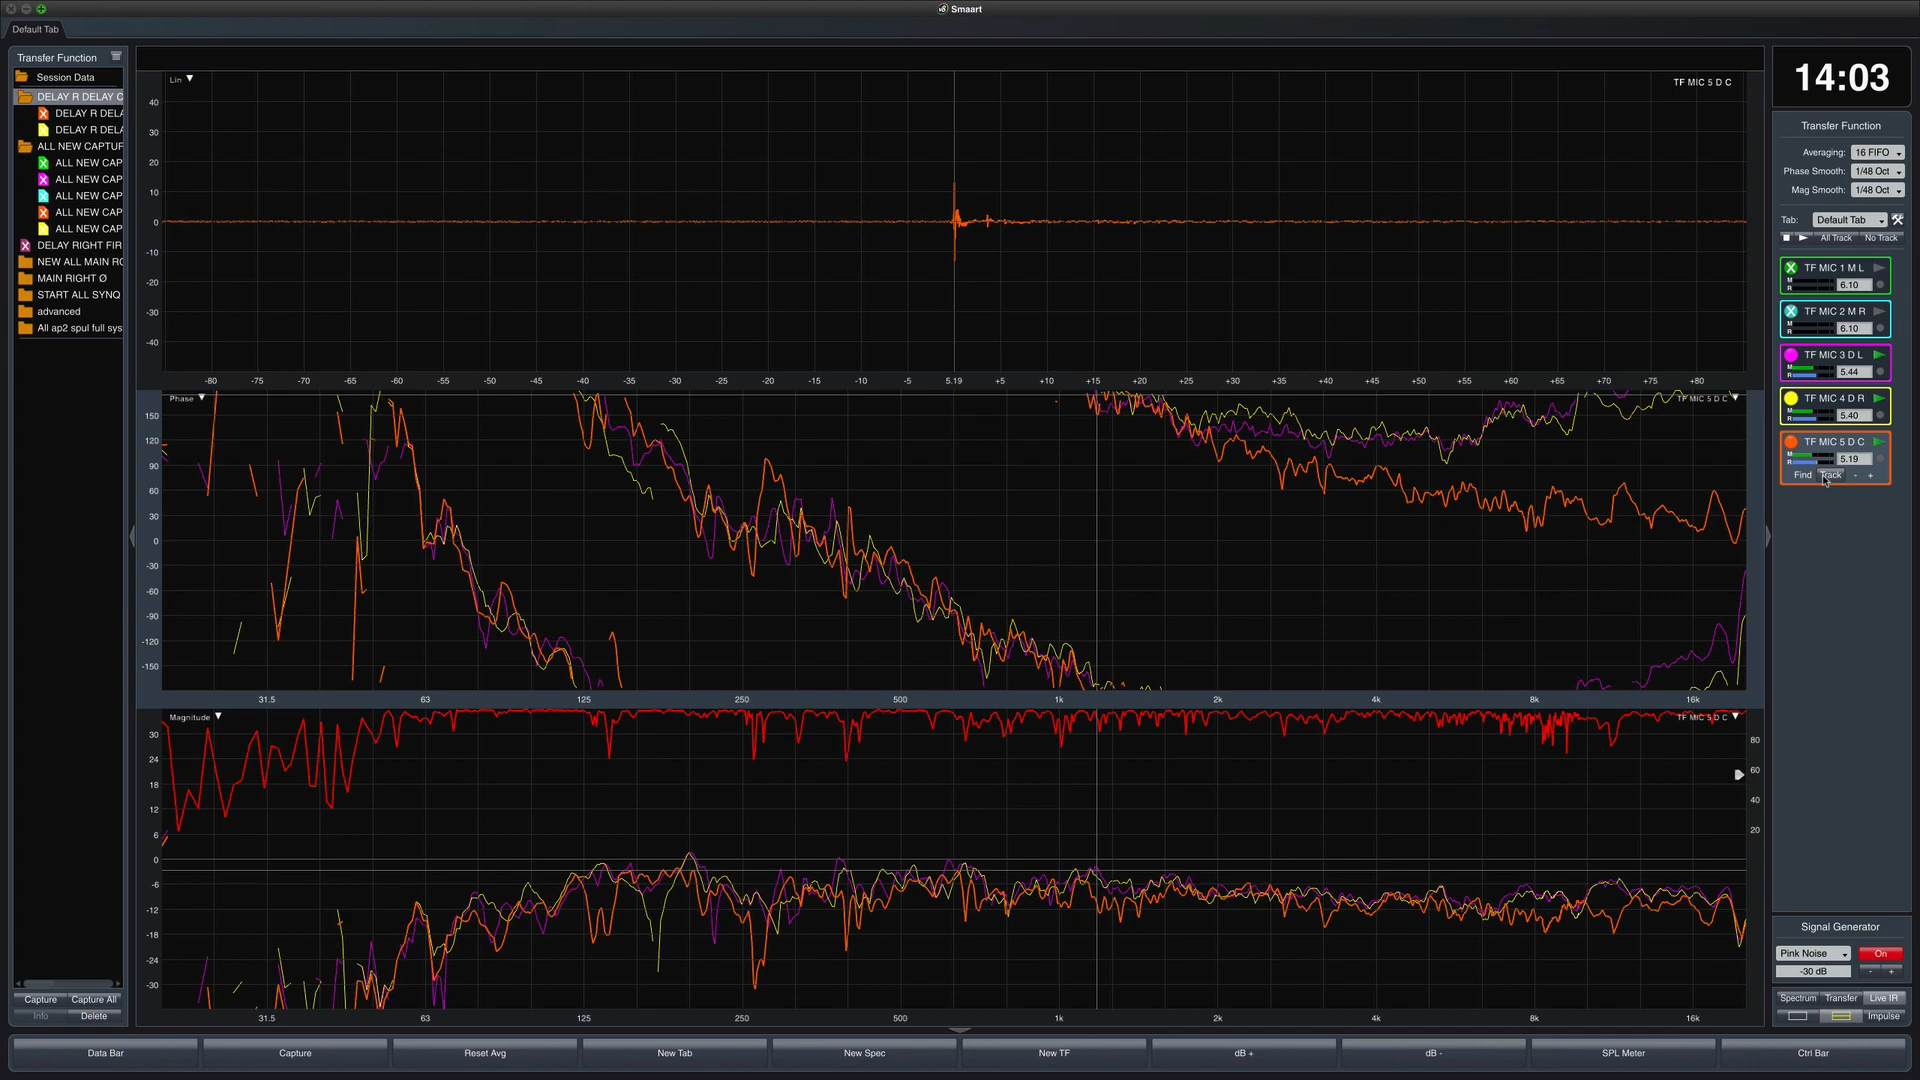 Smaart
Default Tab
Transfer Function
Session Data
DELAY R DELAY C
DELAY R DELA
DELAY R DELA
ALL NEW CAPTUR
ALL NEW CAP
ALL NEW CAP
ALL NEW CAP
ALL NEW CAP
ALL NEW CAP
DELAY RIGHT FIR
NEW ALL MAIN RO
MAIN RIGHT Ø
START ALL SYNQ
advanced
All ap2 spul full sys
Capture Capture All
Info Delete
Lin TF MIC 5 D C
40
30
20
10
0
-10
-20
-30
-40
-80 -75 -70 -65 -60 -55 -50 -45 -40 -35 -30 -25 -20 -15 -10 -5 5.19 +5 +10 +15 +20 +25 +30 +35 +40 +45 +50 +55 +60 +65 +70 +75 +80
Phase TF MIC 5 D C
150
120
90
60
30
0
-30
-60
-90
-120
-150
31.5 63 125 250 500 1k 2k 4k 8k 16k
Magnitude TF MIC 5 D C
30 80
24
18 60
12 40
6 20
0
-6
-12
-18
-24
-30
31.5 63 125 250 500 1k 2k 4k 8k 16k
14:03
Transfer Function
Averaging: 16 FIFO
Phase Smooth: 1/48 Oct
Mag Smooth: 1/48 Oct
Tab: Default Tab
All Track No Track
TF MIC 1 M L
M
R 6.10
TF MIC 2 M R
M
R 6.10
TF MIC 3 D L
M
R 5.44
TF MIC 4 D R
M
R 5.40
TF MIC 5 D C
M
R 5.19
Find Track - +
Signal Generator
Pink Noise On
-30 dB - +
Spectrum Transfer Live IR
Impulse
Data Bar Capture Reset Avg New Tab New Spec New TF dB + dB - SPL Meter Ctrl Bar